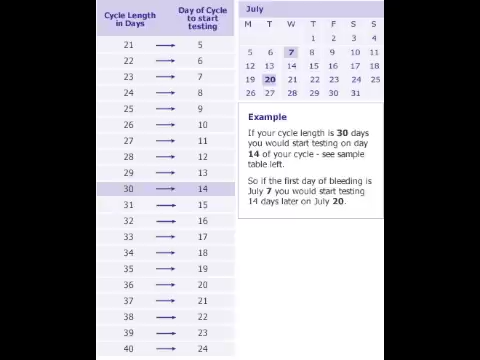 Cycle Length
in Days
Day of Cycle
to start
testing
21 → 5
22 → 6
23 → 7
24 → 8
25 → 9
26 → 10
27 → 11
28 → 12
29 → 13
30 → 14
31 → 15
32 → 16
33 → 17
34 → 18
35 → 19
36 → 20
37 → 21
38 → 22
39 → 23
40 → 24
July
M T W T F S S
1 2 3 4
5 6 7 8 9 10 11
12 13 14 15 16 17 18
19 20 21 22 23 24 25
26 27 28 29 30 31
Example
If your cycle length is 30 days
you would start testing on day
14 of your cycle - see sample
table left.
So if the first day of bleeding is
July 7 you would start testing
14 days later on July 20.